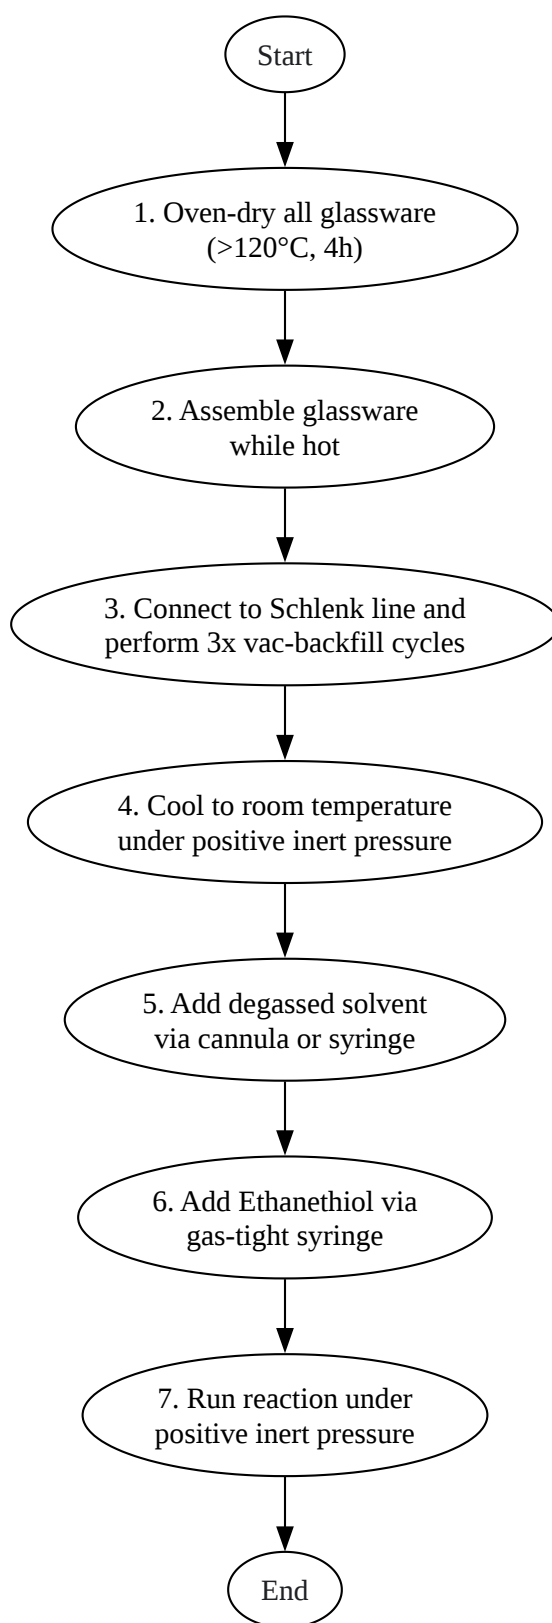 Start
1. Oven-dry all glassware
(>120°C, 4h)
2. Assemble glassware
while hot
3. Connect to Schlenk line and
perform 3x vac-backfill cycles
4. Cool to room temperature
under positive inert pressure
5. Add degassed solvent
via cannula or syringe
6. Add Ethanethiol via
gas-tight syringe
7. Run reaction under
positive inert pressure
End